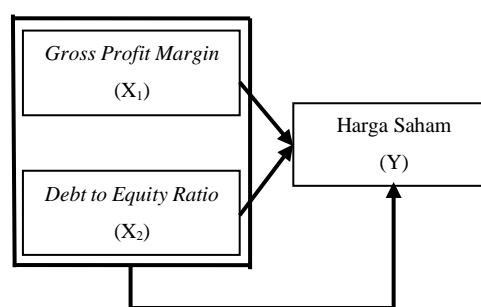 Gross Profit Margin
(X₁)
Harga Saham
(Y)
Debt to Equity Ratio
(X₂)